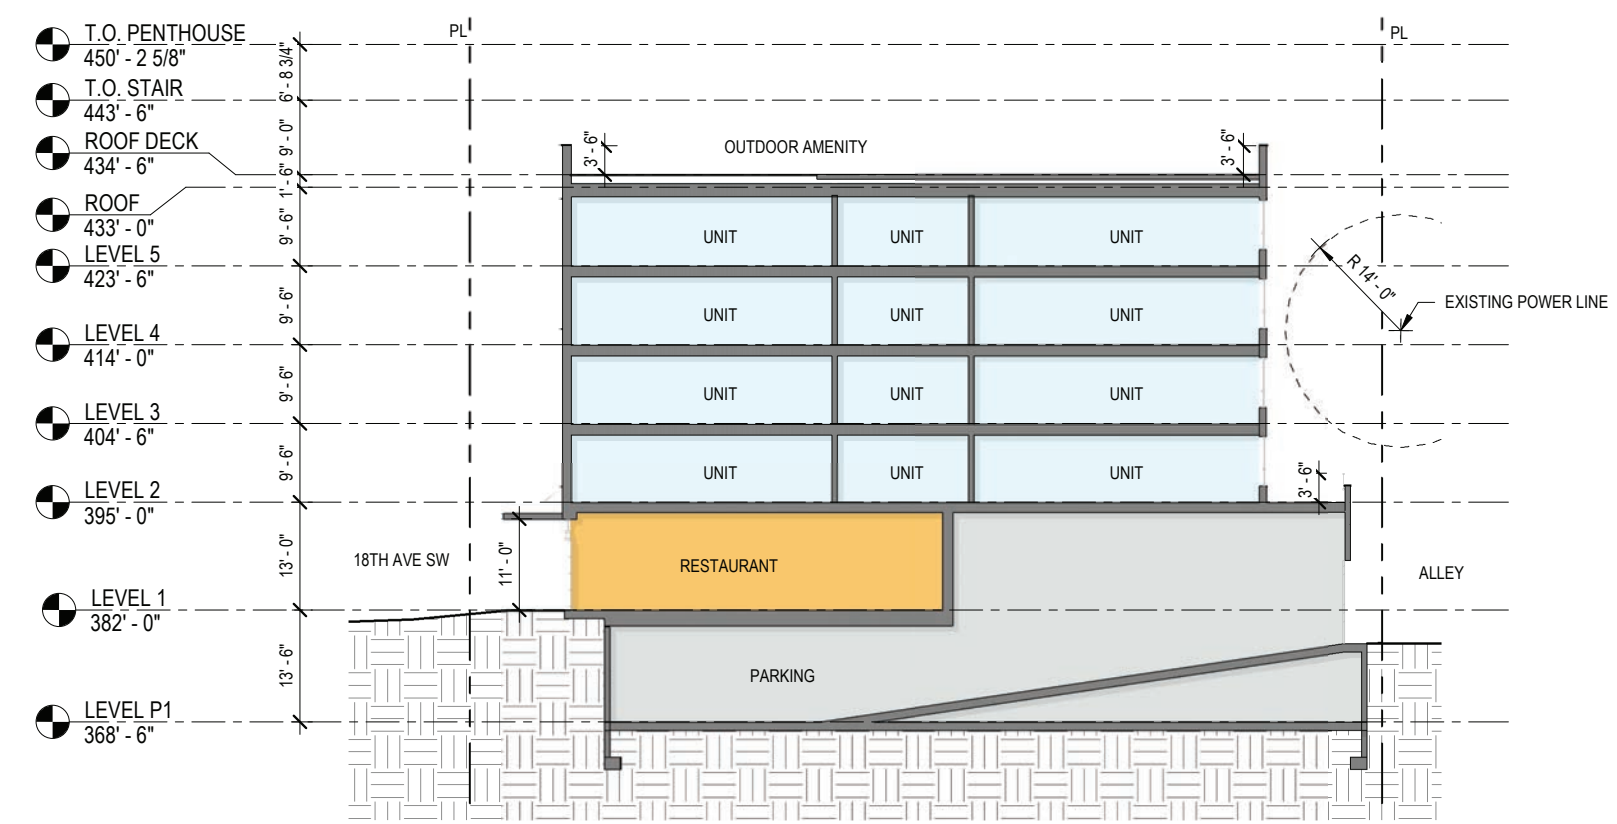 T.O. PENTHOUSE
450' - 2 5/8"
T.O. STAIR
443' - 6"
ROOF DECK
434' - 6"
ROOF
433' - 0"
LEVEL 5
423' - 6"
LEVEL 4
414' - 0"
LEVEL 3
404' - 6"
LEVEL 2
395' - 0"
LEVEL 1
382' - 0"
LEVEL P1
368' - 6"
6' - 8 3/4"
9' - 0"
1' - 6"
9' - 6"
9' - 6"
9' - 6"
9' - 6"
13' - 0"
13' - 6"
PL
PL
3' - 6"
OUTDOOR AMENITY
3' - 6"
UNIT UNIT UNIT
UNIT UNIT UNIT
UNIT UNIT UNIT
UNIT UNIT UNIT
R 14' - 0"
EXISTING POWER LINE
3' - 6"
18TH AVE SW
11' - 0"
RESTAURANT
ALLEY
PARKING